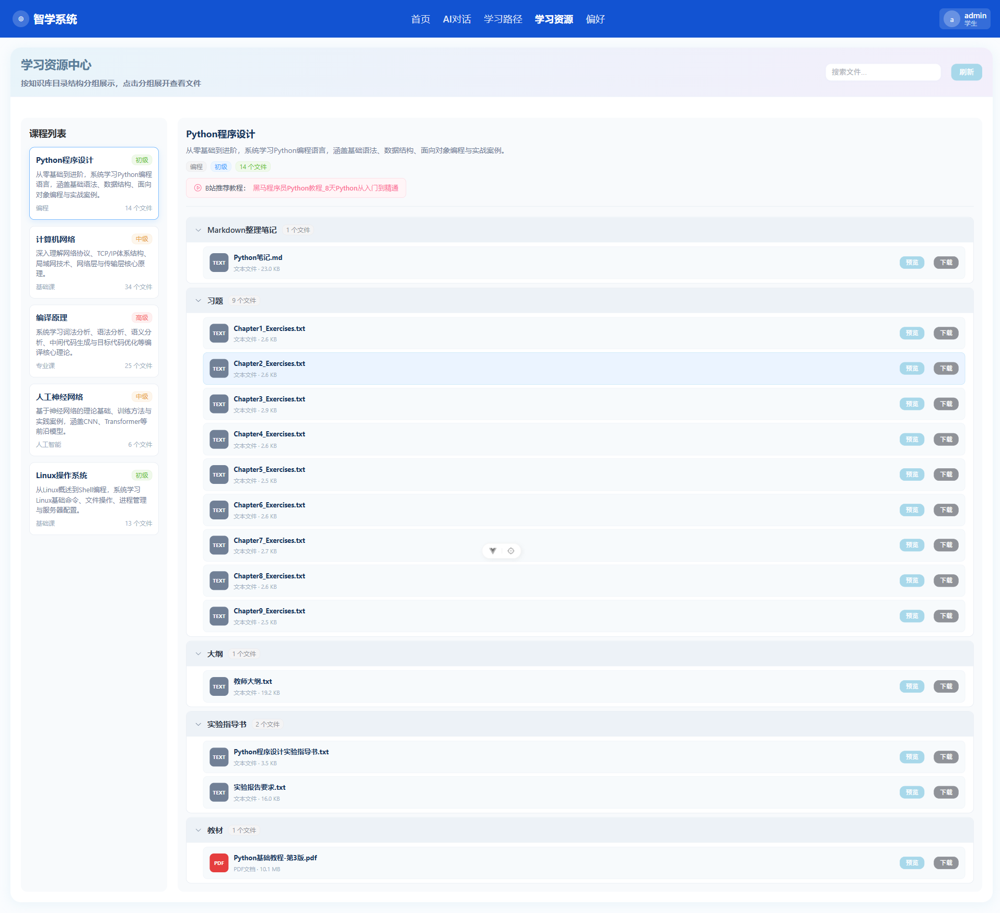 智学系统
首页 AI对话 学习路径 学习资源 偏好
a
admin
学生
学习资源中心
按知识库目录结构分组展示，点击分组展开查看文件
搜索文件...
刷新
课程列表
Python程序设计 初级
从零基础到进阶，系统学习Python编程
语言，涵盖基础语法、数据结构、面向
对象编程与实战案例。
编程 14 个文件
计算机网络 中级
深入理解网络协议、TCP/IP体系结构、
局域网技术、网络层与传输层核心原
理。
基础课 34 个文件
编译原理 高级
系统学习词法分析、语法分析、语义分
析、中间代码生成与目标代码优化等编
译核心理论。
专业课 25 个文件
人工神经网络 中级
基于神经网络的理论基础、训练方法与
实践案例，涵盖CNN、Transformer等
前沿模型。
人工智能 6 个文件
Linux操作系统 初级
从Linux概述到Shell编程，系统学习
Linux基础命令、文件操作、进程管理
与服务器配置。
基础课 13 个文件
Python程序设计
从零基础到进阶，系统学习Python编程语言，涵盖基础语法、数据结构、面向对象编程与实战案例。
编程 初级 14 个文件
B站推荐教程： 黑马程序员Python教程_8天Python从入门到精通
Markdown整理笔记 1 个文件
TEXT
Python笔记.md
文本文件 · 23.0 KB
预览 下载
习题 9 个文件
TEXT
Chapter1_Exercises.txt
文本文件 · 2.6 KB
预览 下载
TEXT
Chapter2_Exercises.txt
文本文件 · 2.6 KB
预览 下载
TEXT
Chapter3_Exercises.txt
文本文件 · 2.9 KB
预览 下载
TEXT
Chapter4_Exercises.txt
文本文件 · 2.6 KB
预览 下载
TEXT
Chapter5_Exercises.txt
文本文件 · 2.5 KB
预览 下载
TEXT
Chapter6_Exercises.txt
文本文件 · 2.6 KB
预览 下载
TEXT
Chapter7_Exercises.txt
文本文件 · 2.7 KB
预览 下载
TEXT
Chapter8_Exercises.txt
文本文件 · 2.6 KB
预览 下载
TEXT
Chapter9_Exercises.txt
文本文件 · 2.5 KB
预览 下载
大纲 1 个文件
TEXT
教师大纲.txt
文本文件 · 19.2 KB
预览 下载
实验指导书 2 个文件
TEXT
Python程序设计实验指导书.txt
文本文件 · 3.5 KB
预览 下载
TEXT
实验报告要求.txt
文本文件 · 16.0 KB
预览 下载
教材 1 个文件
PDF
Python基础教程-第3版.pdf
PDF文档 · 10.1 MB
预览 下载